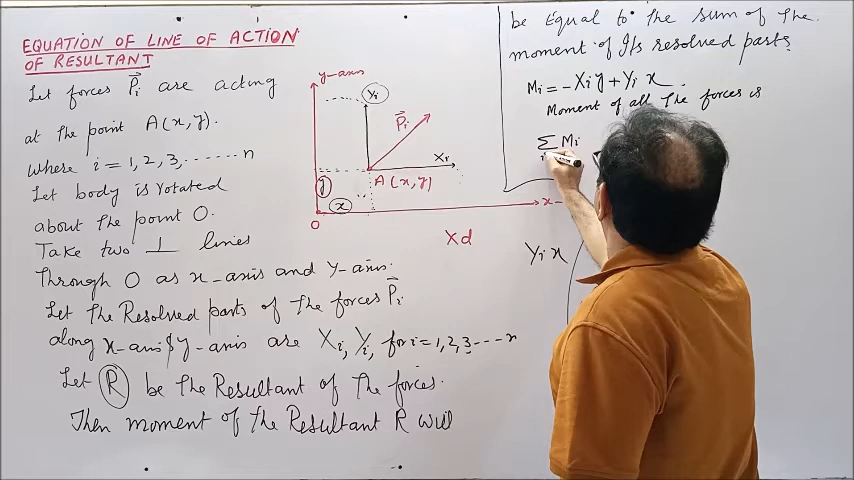 EQUATION OF LINE OF ACTION
OF RESULTANT
Let forces P⃗i are acting
at the point A(x,y).
where i = 1, 2, 3, ...... n
Let body is rotated
about the point O.
Take two ⊥ lines
Through O as x-axis and y-axis.
Let the Resolved parts of the forces P⃗i
along x-axis & y-axis are Xi, Yi, for i = 1, 2, 3 --- n
Let R be the Resultant of the forces.
Then moment of the Resultant R will
y-axis
Yi
P⃗i
Xi
A(x,y)
y
x
O
x-
Xd
Yi x
be Equal to the sum of the
moment of Its resolved parts
Mi = -Xi y + Yi x
Moment of all the forces is
∑ Mi
i